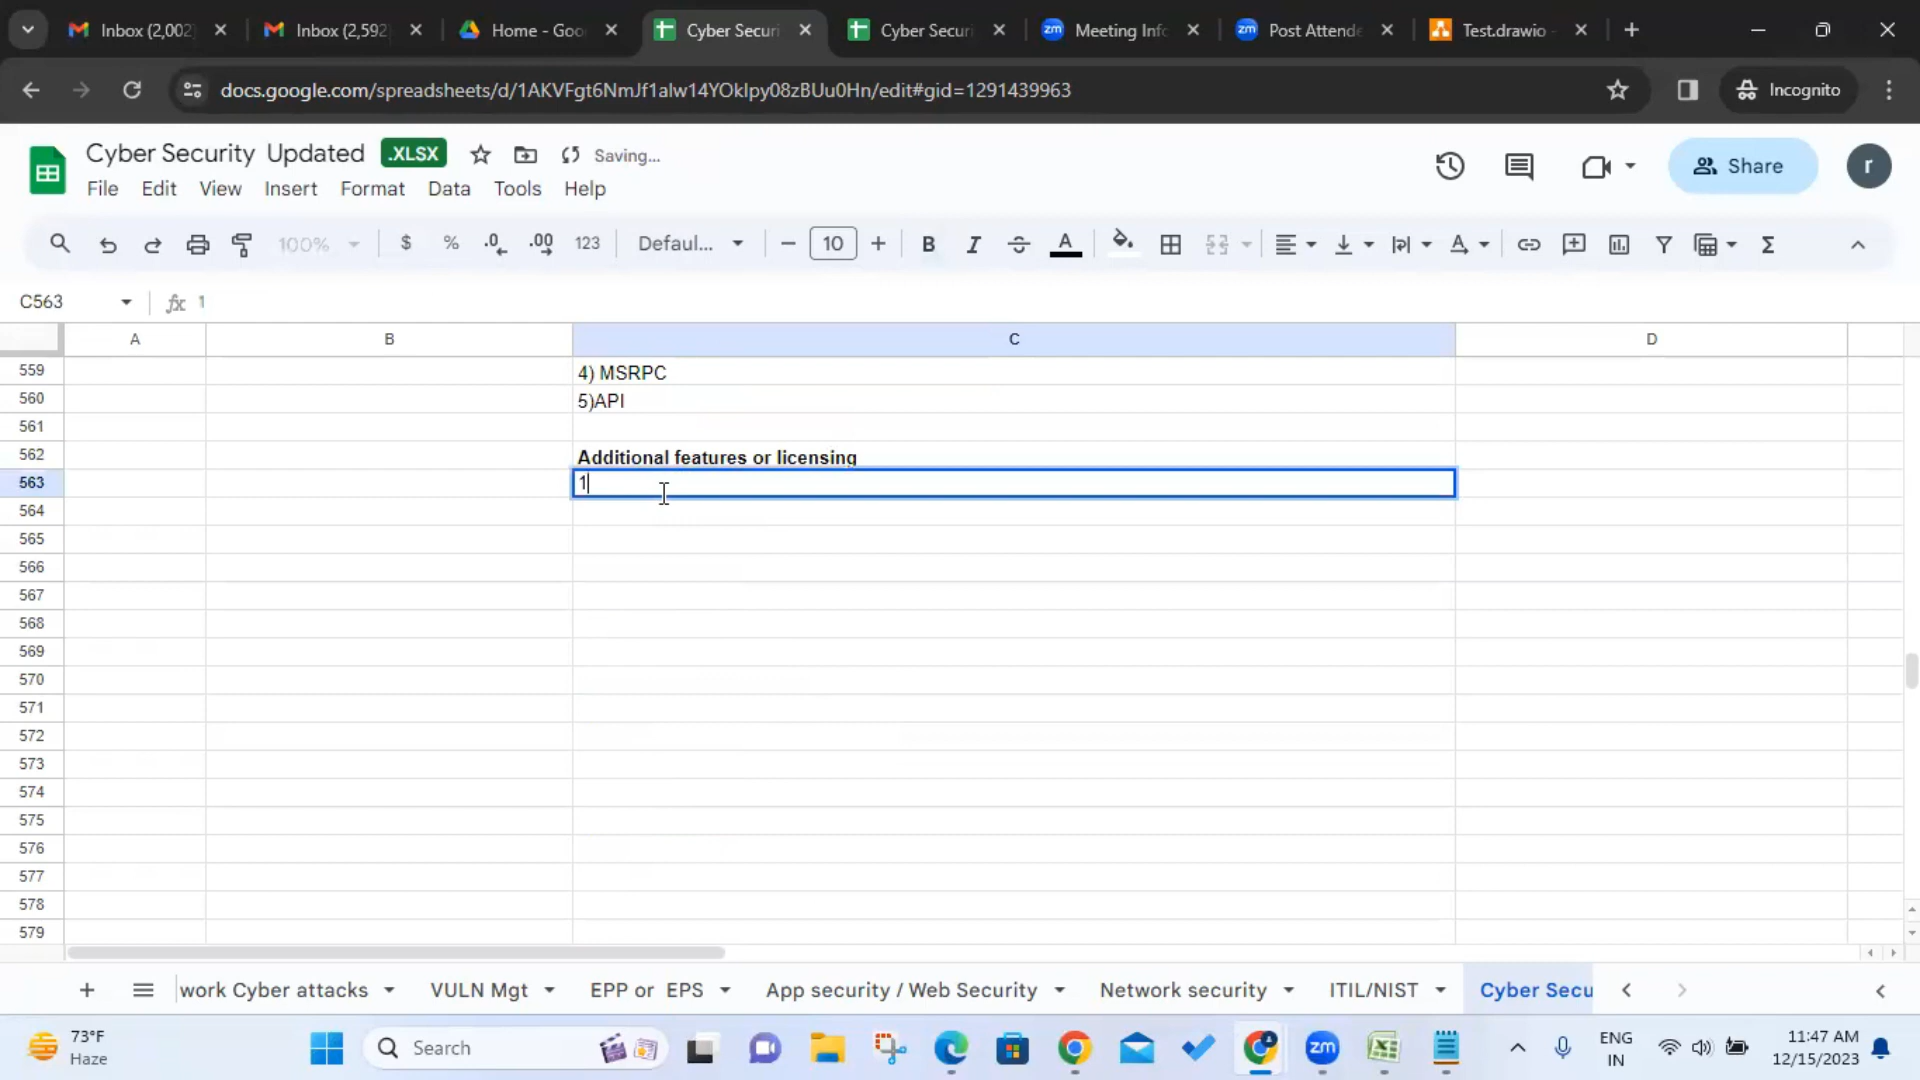 Inbox (2,002
Inbox (2,592
Home - Goo
Cyber Securi
Cyber Securi
zm
Meeting Info
zm
Post Attende
Test.drawio -
docs.google.com/spreadsheets/d/1AKVFgt6NmJf1alw14YOklpy08zBUu0Hn/edit#gid=1291439963
Incognito
Cyber Security Updated
.XLSX
Saving...
Share
r
File
Edit
View
Insert
Format
Data
Tools
Help
100%
$
%
.0
.00
123
Defaul...
10
B
I
S
A
Σ
C563
fx
1
A
B
C
D
559
4) MSRPC
560
5)API
561
562
Additional features or licensing
563
1
564
565
566
567
568
569
570
571
572
573
574
575
576
577
578
579
work Cyber attacks
VULN Mgt
EPP or EPS
App security / Web Security
Network security
ITIL/NIST
Cyber Secu
73°F
Haze
Search
zm
ENG
IN
11:47 AM
12/15/2023